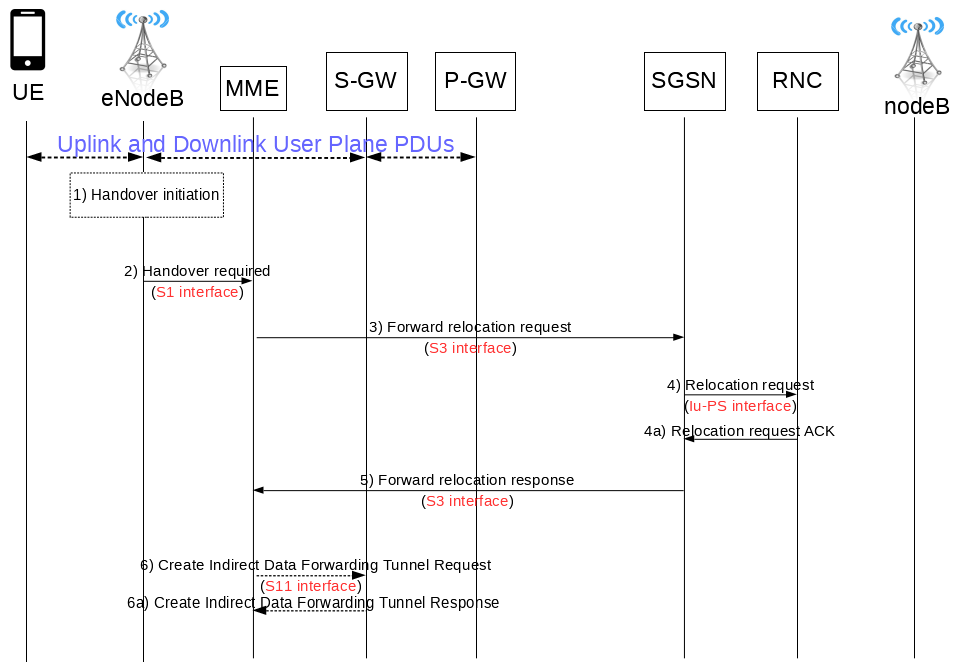 UE
eNodeB
MME
S-GW
P-GW
SGSN
RNC
nodeB
Uplink and Downlink User Plane PDUs
1) Handover initiation
2) Handover required
(S1 interface)
3) Forward relocation request
(S3 interface)
4) Relocation request
(Iu-PS interface)
4a) Relocation request ACK
5) Forward relocation response
(S3 interface)
6) Create Indirect Data Forwarding Tunnel Request
(S11 interface)
6a) Create Indirect Data Forwarding Tunnel Response